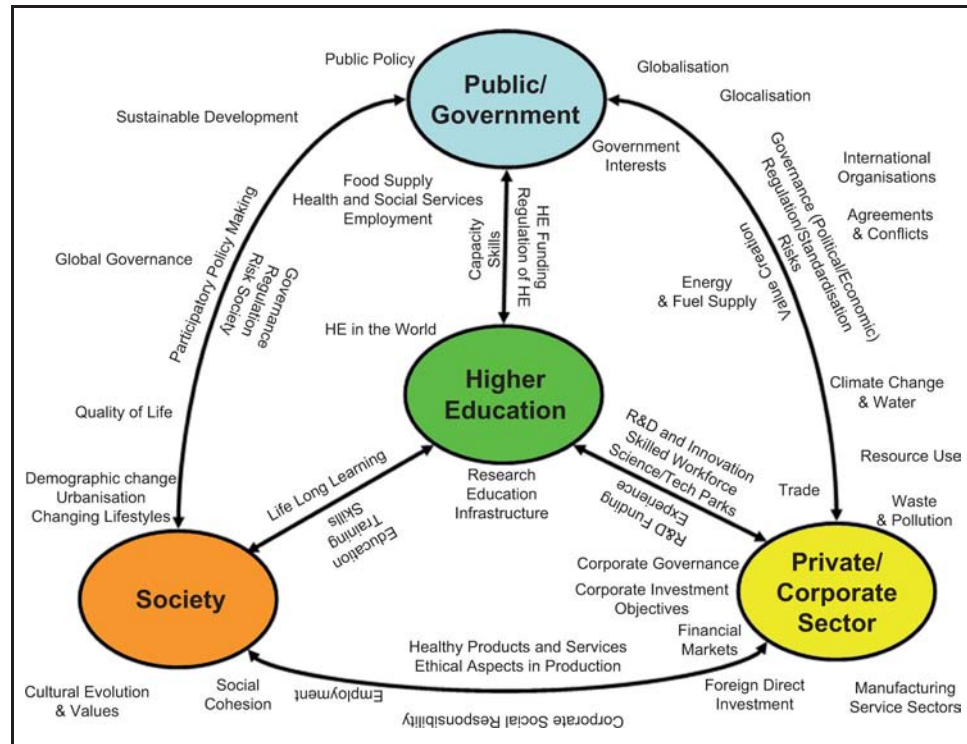 Public Policy
Public/
Government
Globalisation
Glocalisation
Sustainable Development
Government
Interests
International
Organisations
Agreements
& Conflicts
Food Supply
Health and Social Services
Employment
Capacity
Skills
HE Funding
Regulation of HE
Governance (Political/Economic)
Regulation/Standardisation
Risks
Value Creation
Global Governance
Participatory Policy Making
Governance
Regulation
Risk Society
Energy
& Fuel Supply
HE in the World
Higher
Education
Climate Change
& Water
Quality of Life
R&D and Innovation
Skilled Workforce
Science/Tech Parks
R&D Funding
Experience
Resource Use
Demographic change
Urbanisation
Changing Lifestyles
Life Long Learning
Education
Training
Skills
Research
Education
Infrastructure
Trade
Waste
& Pollution
Society
Corporate Governance
Corporate Investment
Objectives
Financial
Markets
Private/
Corporate
Sector
Healthy Products and Services
Ethical Aspects in Production
Cultural Evolution
& Values
Social
Cohesion
Employment
Corporate Social Responsibility
Foreign Direct
Investment
Manufacturing
Service Sectors